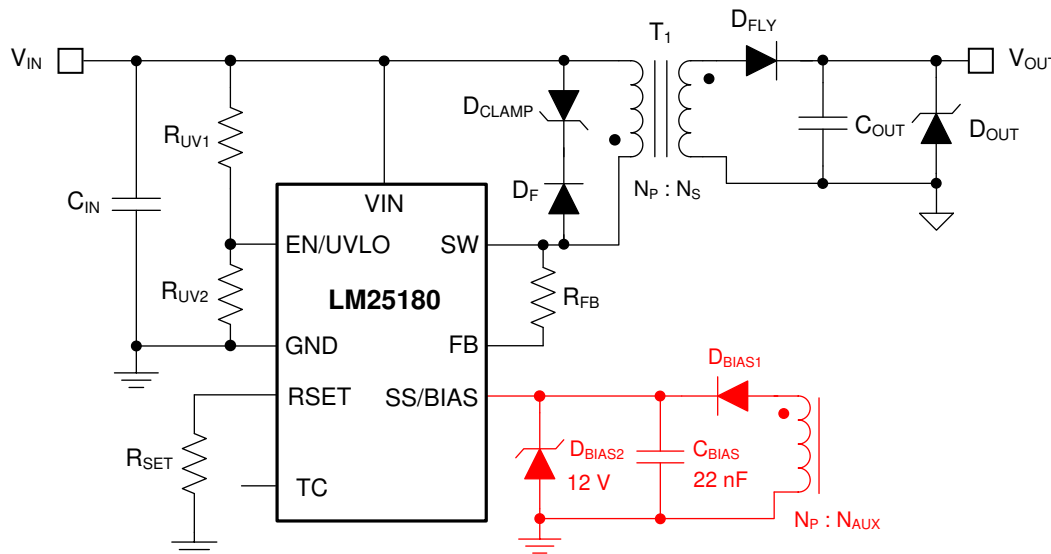 T1
DFLY
VIN
VOUT
DCLAMP
RUV1
COUT
DOUT
NP : NS
CIN
VIN
DF
EN/UVLO
SW
RUV2
LM25180
RFB
GND
FB
DBIAS1
RSET
SS/BIAS
RSET
DBIAS2
CBIAS
TC
12 V
22 nF
NP : NAUX